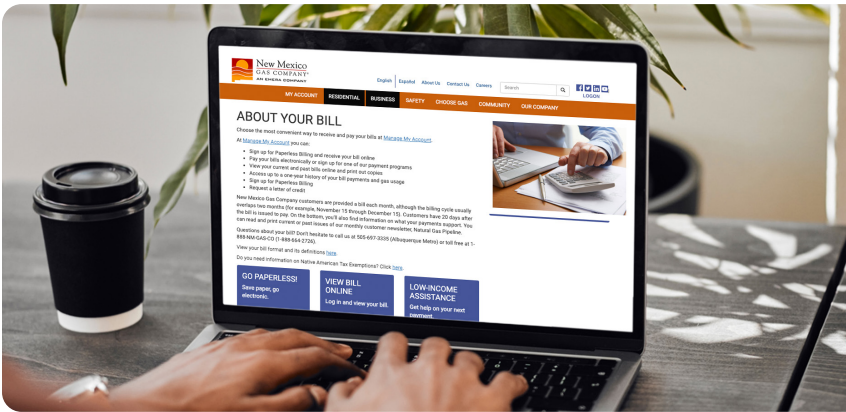 New Mexico
GAS COMPANY®
AN EMERA COMPANY
English Español About Us Contact Us Careers Search
LOGON
MY ACCOUNT RESIDENTIAL BUSINESS SAFETY CHOOSE GAS COMMUNITY OUR COMPANY
ABOUT YOUR BILL
Choose the most convenient way to receive and pay your bills at Manage My Account.
At Manage My Account you can:
• Sign up for Paperless Billing and receive your bill online
• Pay your bills electronically or sign up for one of our payment programs
• View your current and past bills online and print out copies
• Access up to a one-year history of your bill payments and gas usage
• Sign up for Paperless Billing
• Request a letter of credit
New Mexico Gas Company customers are provided a bill each month, although the billing cycle usually
overlaps two months (for example, November 15 through December 15). Customers have 20 days after
the bill is issued to pay. On the bottom, you'll also find information on what your payments support. You
can read and print current or past issues of our monthly customer newsletter, Natural Gas Pipeline.
Questions about your bill? Don't hesitate to call us at 505-697-3335 (Albuquerque Metro) or toll free at 1-
888-NM-GAS-CO (1-888-664-2726).
View your bill format and its definitions here.
Do you need information on Native American Tax Exemptions? Click here.
GO PAPERLESS!
Save paper, go
electronic.
VIEW BILL
ONLINE
Log in and view your bill.
LOW-INCOME
ASSISTANCE
Get help on your next
payment.